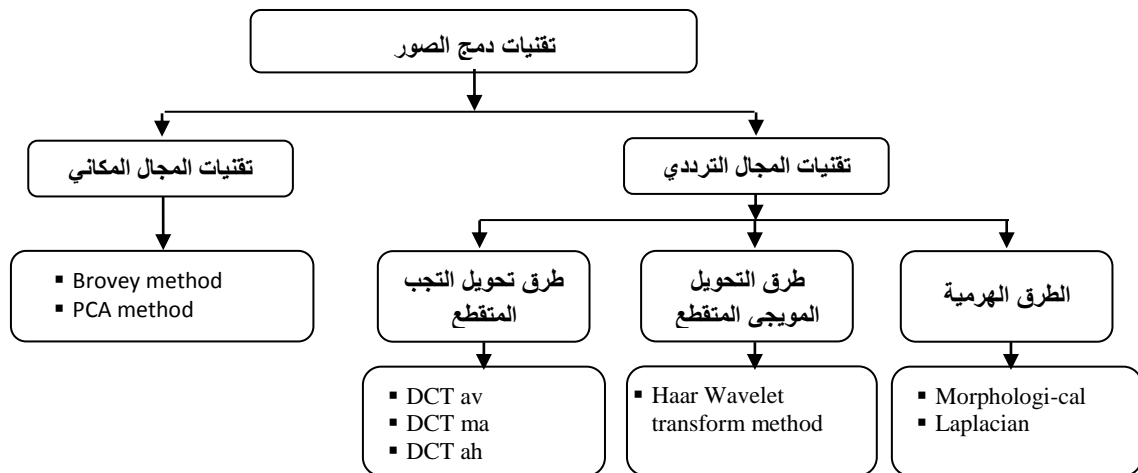 تقنيات دمج الصور
تقنيات المجال المكاني
تقنيات المجال الترددي
▪ Brovey method
▪ PCA method
طرق تحويل التجب
المتقطع
طرق التحويل
المويجي المتقطع
الطرق الهرمية
▪ DCT av
▪ DCT ma
▪ DCT ah
▪ Haar Wavelet
transform method
▪ Morphologi-cal
▪ Laplacian